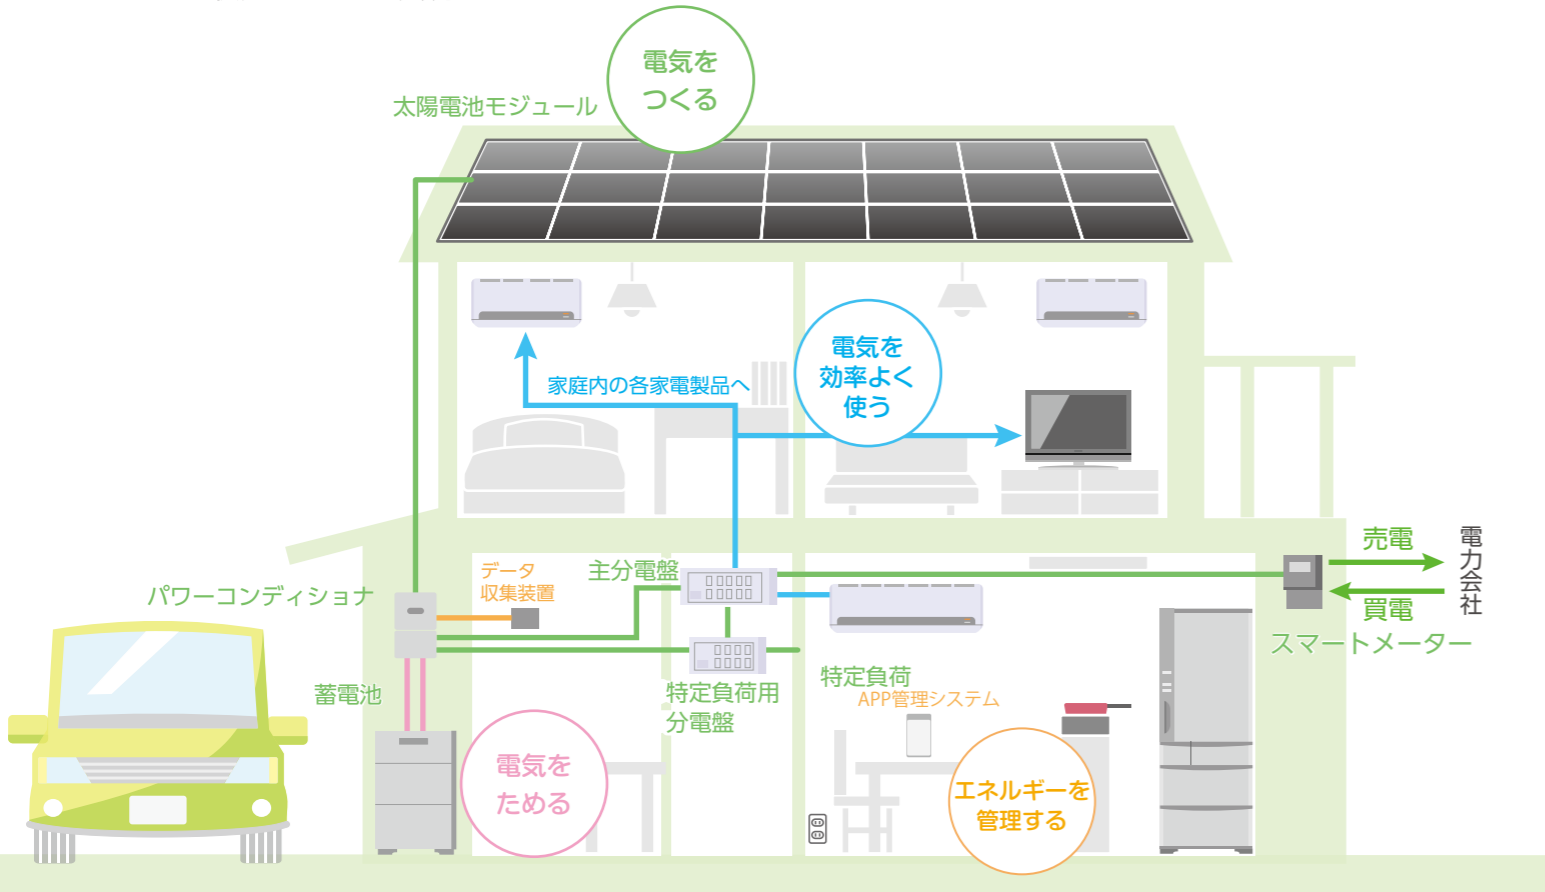 電気を
つくる
太陽電池モジュール
電気を
効率よく
使う
家庭内の各家電製品へ
売電
電力会社
買電
スマートメーター
データ
収集装置
主分電盤
パワーコンディショナ
蓄電池
特定負荷用
分電盤
特定負荷
APP管理システム
電気を
ためる
エネルギーを
管理する